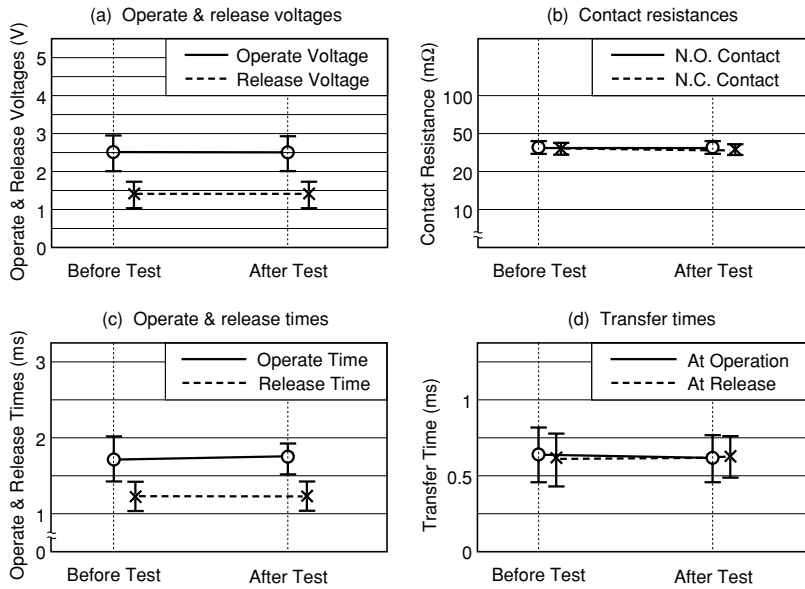 (a) Operate & release voltages
Operate & Release Voltages (V)
5
4
3
2
1
0
Operate Voltage
Release Voltage
Before Test
After Test
(b) Contact resistances
Contact Resistance (mΩ)
100
50
20
10
N.O. Contact
N.C. Contact
Before Test
After Test
(c) Operate & release times
Operate & Release Times (ms)
3
2
1
0
Operate Time
Release Time
Before Test
After Test
(d) Transfer times
Transfer Time (ms)
1
0.5
0
At Operation
At Release
Before Test
After Test